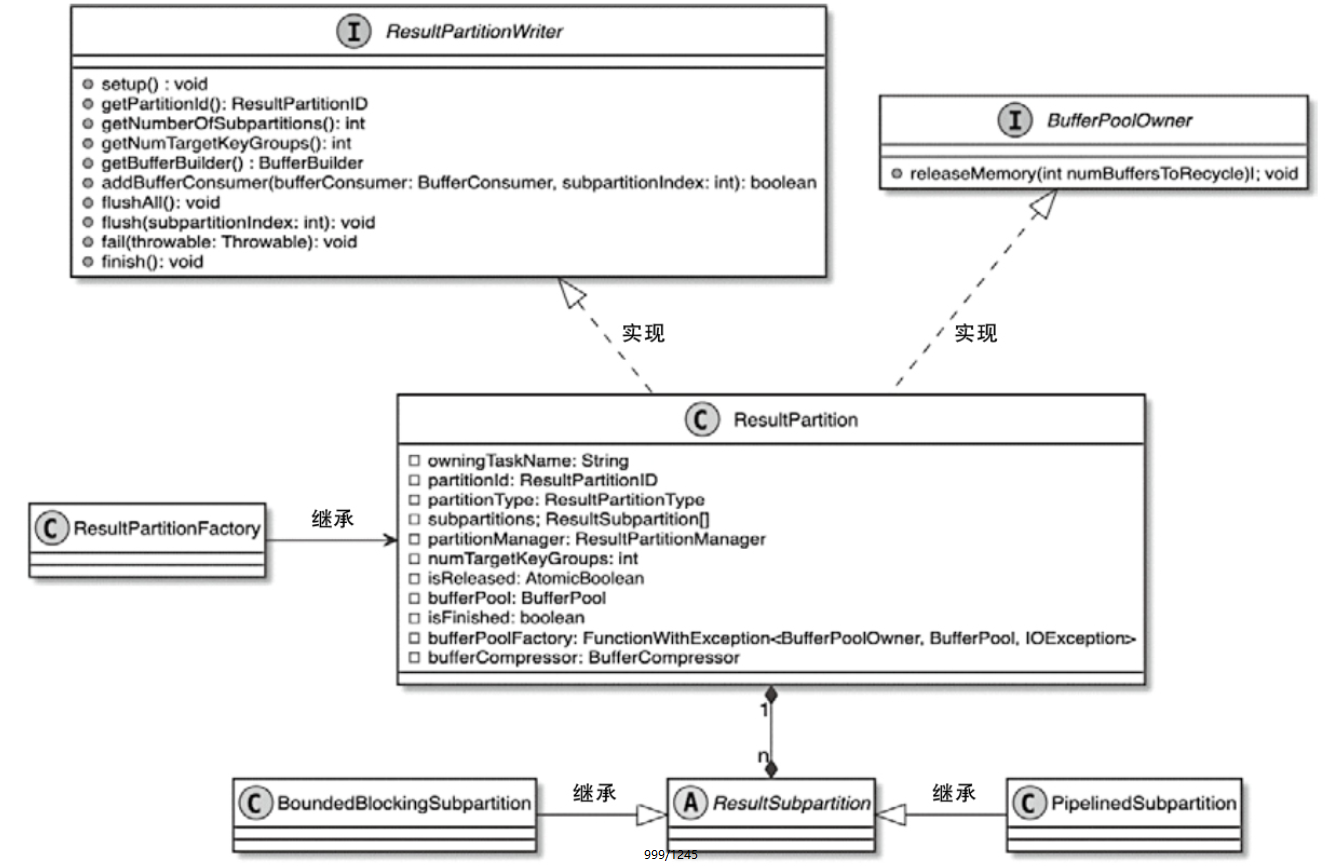 I ResultPartitionWriter
setup() : void
getPartitionId(): ResultPartitionID
getNumberOfSubpartitions(): int
getNumTargetKeyGroups(): int
getBufferBuilder() : BufferBuilder
addBufferConsumer(bufferConsumer: BufferConsumer, subpartitionIndex: int): boolean
flushAll(): void
flush(subpartitionIndex: int): void
fail(throwable: Throwable): void
finish(): void
I BufferPoolOwner
releaseMemory(int numBuffersToRecycle)l; void
实现
实现
C ResultPartition
owningTaskName: String
partitionId: ResultPartitionID
partitionType: ResultPartitionType
subpartitions; ResultSubpartition[]
partitionManager: ResultPartitionManager
numTargetKeyGroups: int
isReleased: AtomicBoolean
bufferPool: BufferPool
isFinished: boolean
bufferPoolFactory: FunctionWithException<BufferPoolOwner, BufferPool, IOException>
bufferCompressor: BufferCompressor
C ResultPartitionFactory
继承
1
n
C BoundedBlockingSubpartition
继承
A ResultSubpartition
继承
C PipelinedSubpartition
999/1245